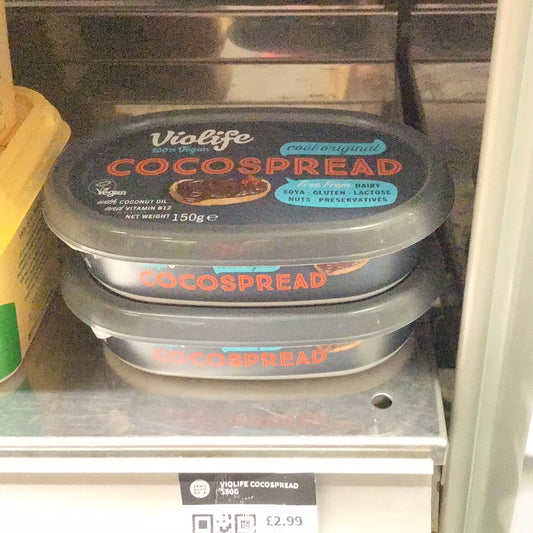 Violife
100% Vegan
cool original
COCOSPREAD
Free From DAIRY
SOYA - GLUTEN - LACTOSE
NUTS - PRESERVATIVES
Vegan
with COCONUT OIL
and VITAMIN B12
NET WEIGHT 150g e
COCOSPREAD
COCOSPREAD
VIOLIFE COCOSPREAD
150G
£2.99